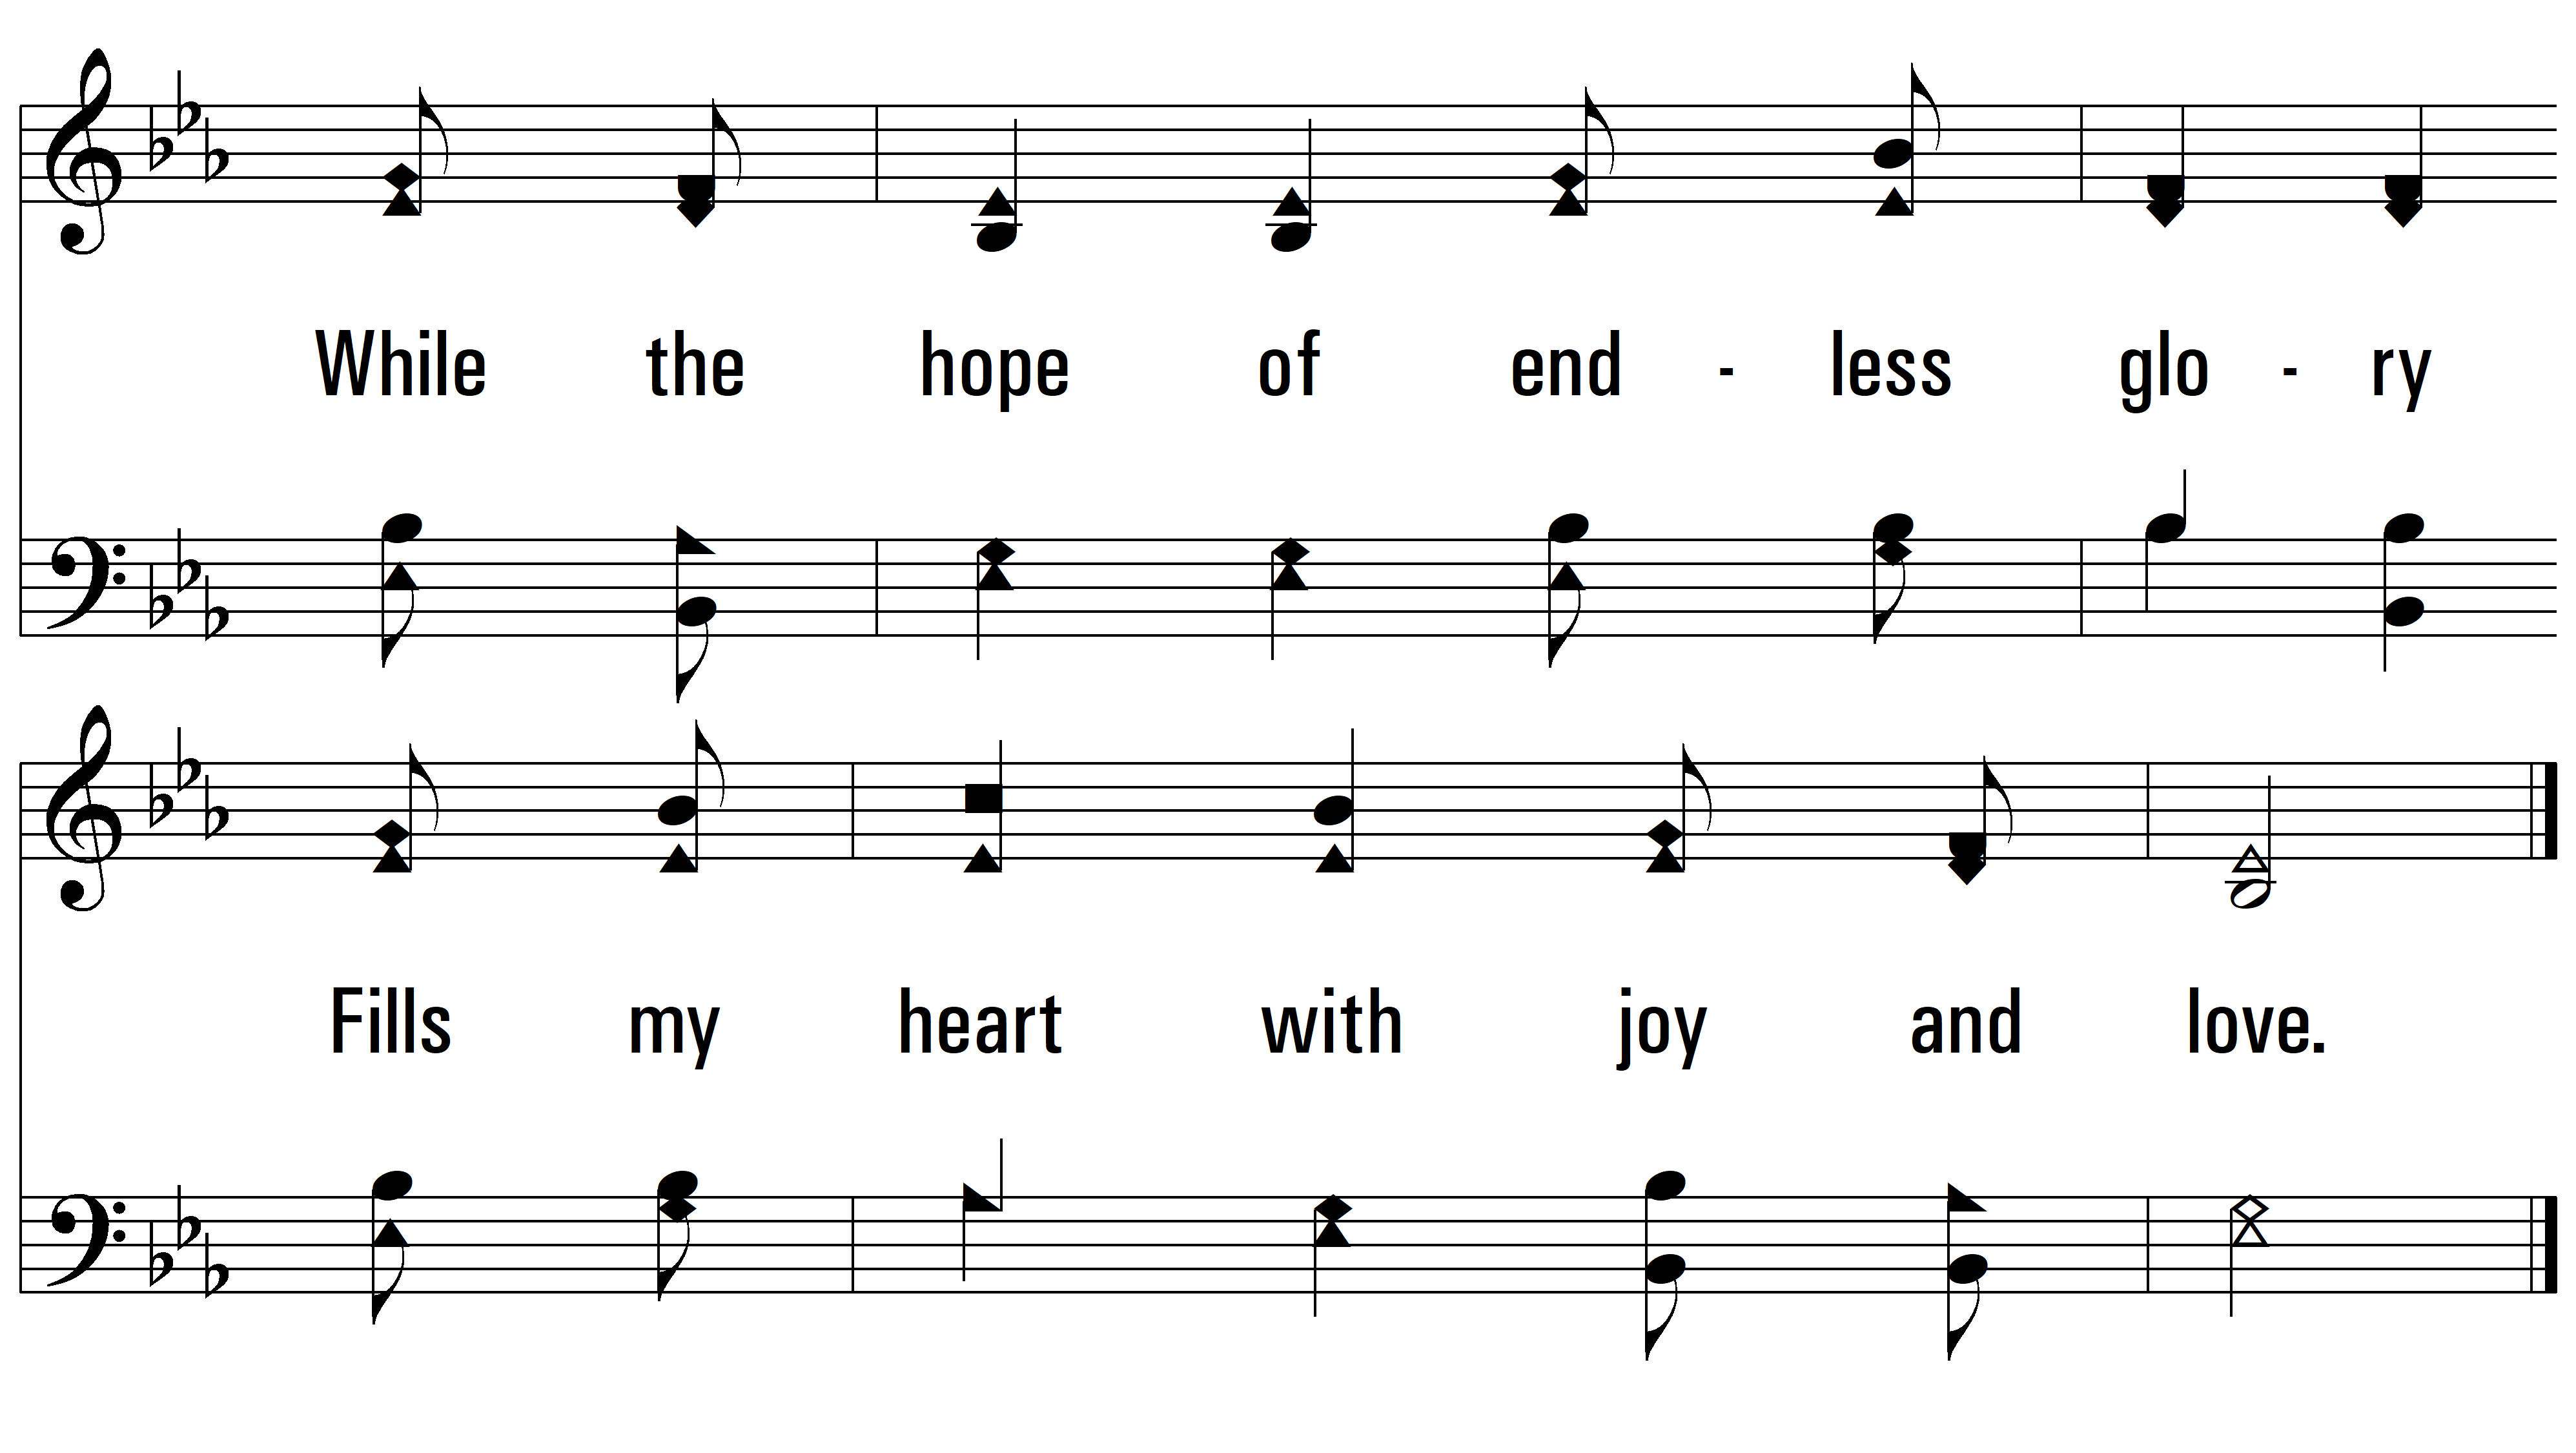 While the hope of end - less glo - ry
Fills my heart with joy and love.